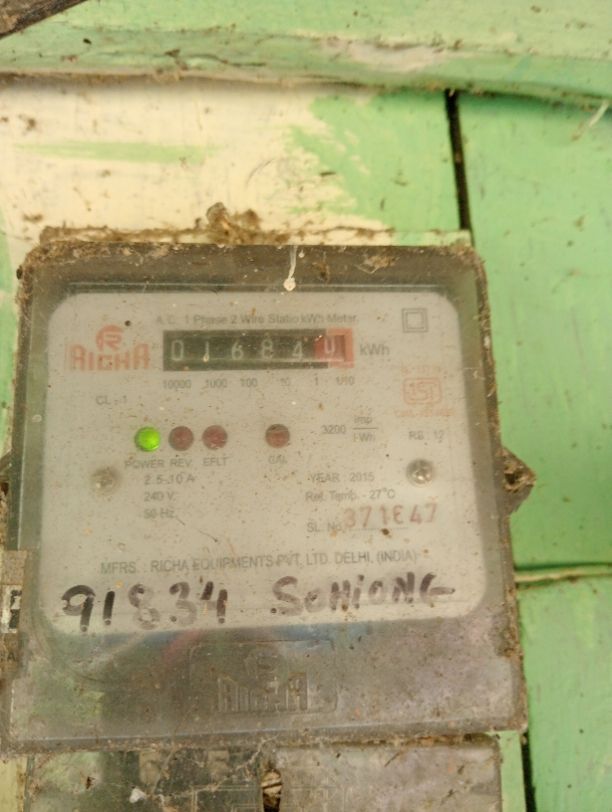 A.C. 1 Phase 2 Wire Static kWh Meter
RICHA
01684 kWh
10000 1000 100 10 1 1/10
CL. 1
3200 imp/kWh
RS : 12
POWER REV. EFLT CAL
2.5-10 A
YEAR : 2015
240 V.
Ref. Temp. - 27°C
50 Hz.
SL. No.
MFRS. : RICHA EQUIPMENTS PVT. LTD. DELHI, (INDIA)
91834 SOHIONG
RICHA